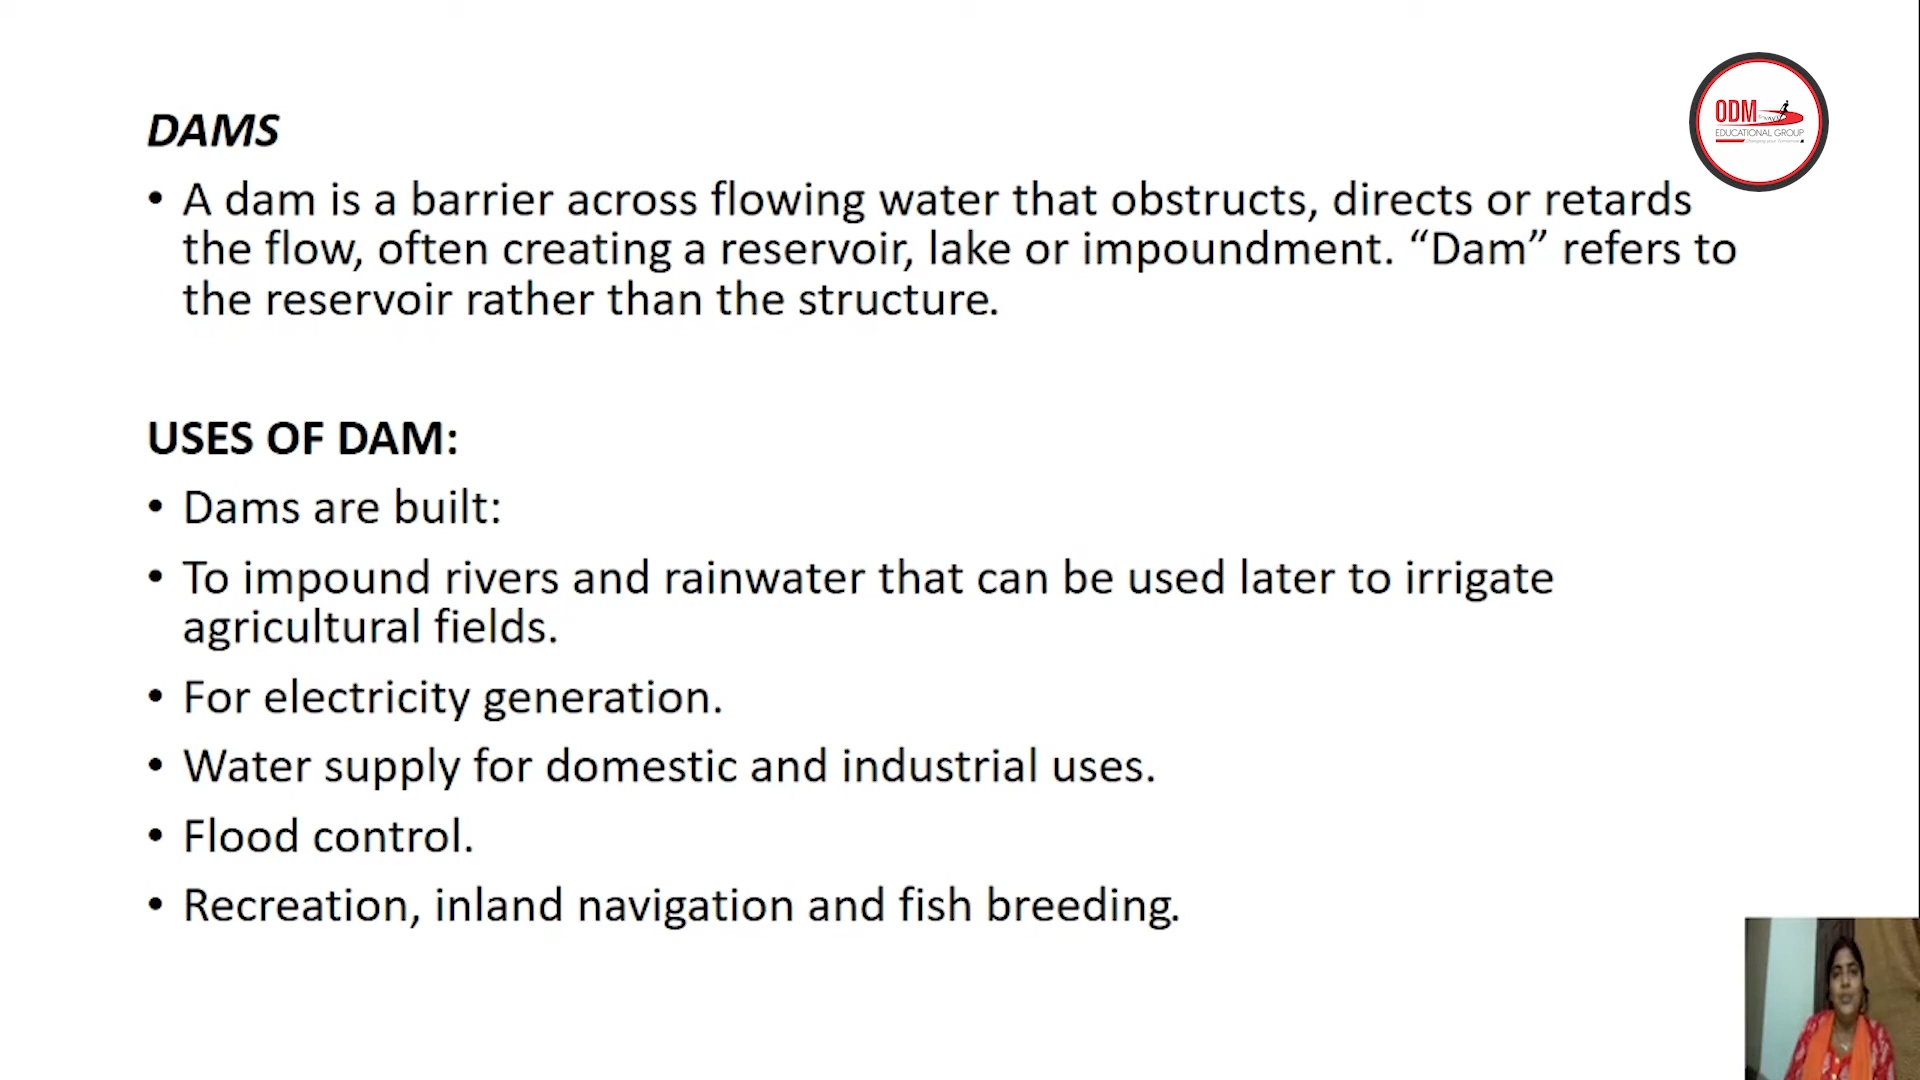 DAMS
ODM
EDUCATIONAL GROUP
• A dam is a barrier across flowing water that obstructs, directs or retards
the flow, often creating a reservoir, lake or impoundment. “Dam” refers to
the reservoir rather than the structure.
USES OF DAM:
• Dams are built:
• To impound rivers and rainwater that can be used later to irrigate
agricultural fields.
• For electricity generation.
• Water supply for domestic and industrial uses.
• Flood control.
• Recreation, inland navigation and fish breeding.